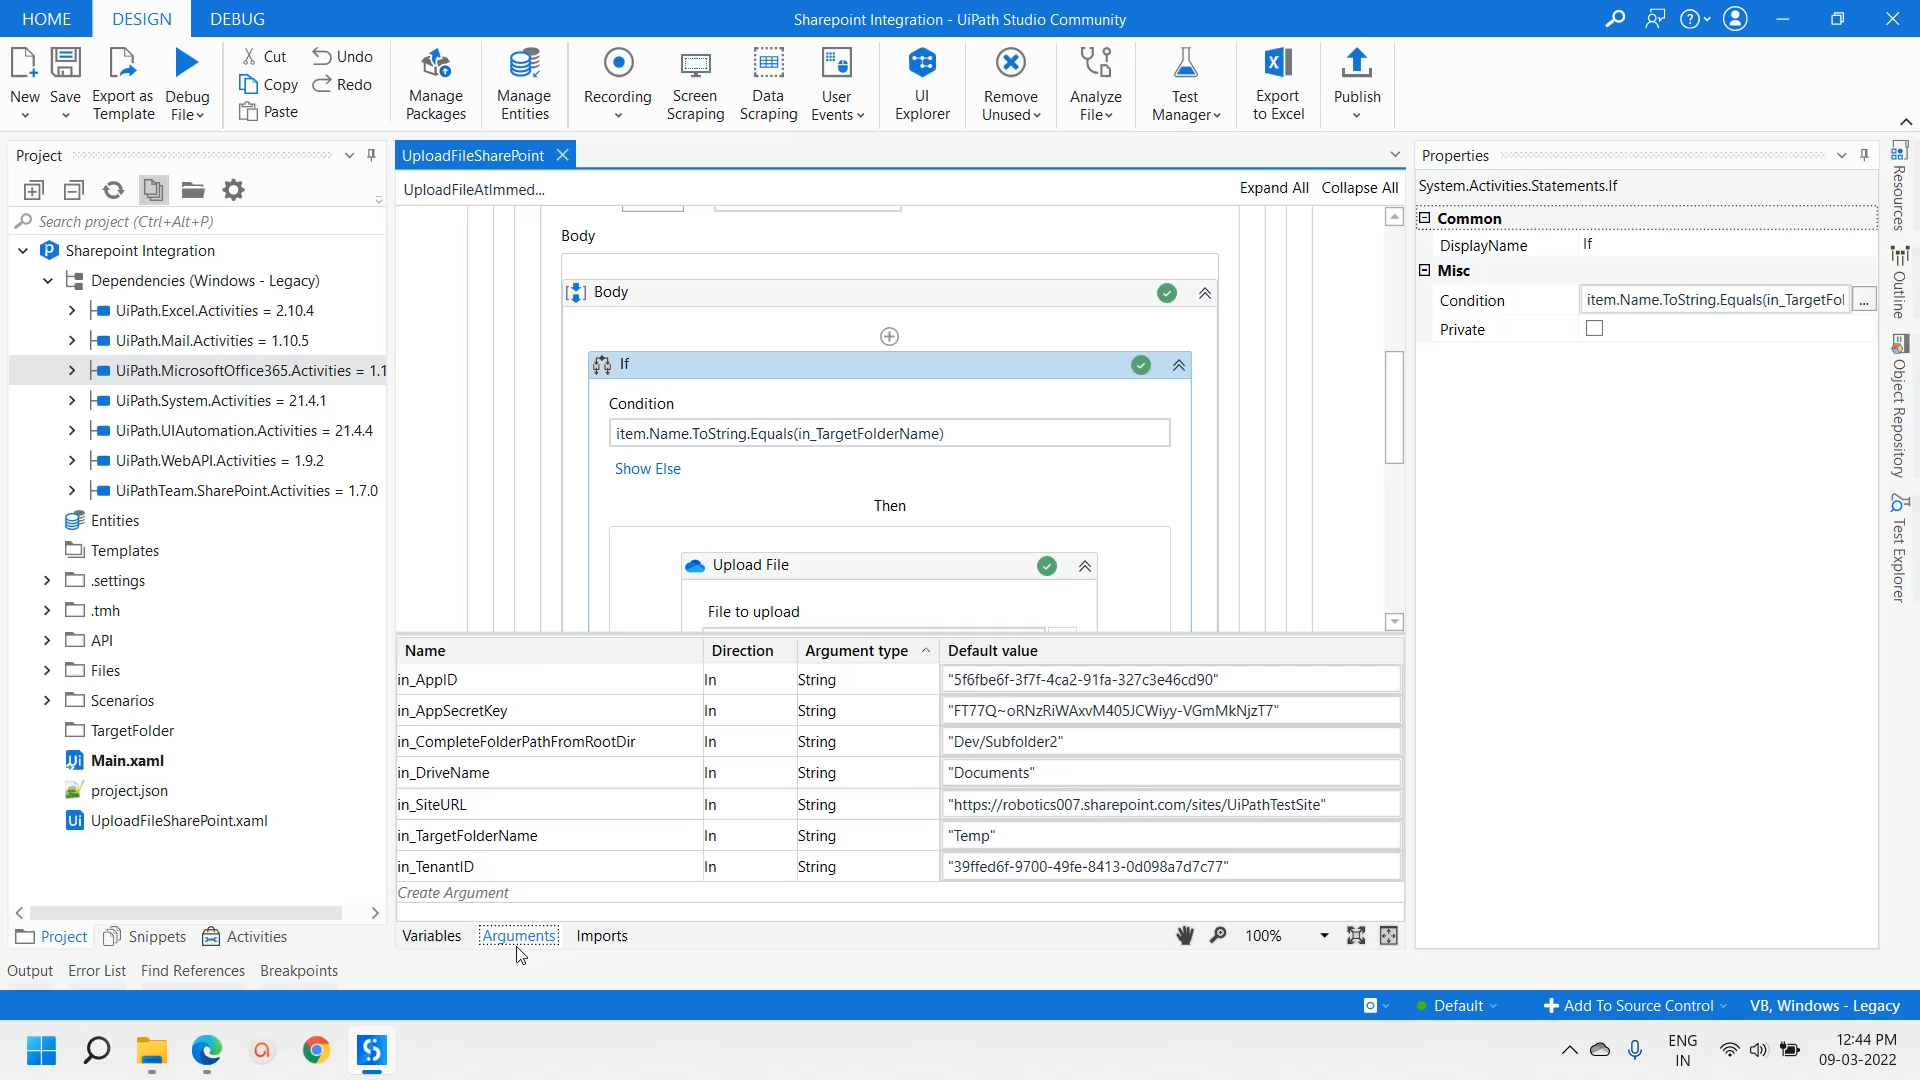 HOME DESIGN DEBUG Sharepoint Integration - UiPath Studio Community
Cut Undo
Copy Redo
Paste
New Save Export as Template Debug File Manage Packages Manage Entities Recording Screen Scraping Data Scraping User Events UI Explorer Remove Unused Analyze File Test Manager Export to Excel Publish
Project
Search project (Ctrl+Alt+P)
Sharepoint Integration
Dependencies (Windows - Legacy)
UiPath.Excel.Activities = 2.10.4
UiPath.Mail.Activities = 1.10.5
UiPath.MicrosoftOffice365.Activities = 1.1
UiPath.System.Activities = 21.4.1
UiPath.UIAutomation.Activities = 21.4.4
UiPath.WebAPI.Activities = 1.9.2
UiPathTeam.SharePoint.Activities = 1.7.0
Entities
Templates
.settings
.tmh
API
Files
Scenarios
TargetFolder
Main.xaml
project.json
UploadFileSharePoint.xaml
Project Snippets Activities
UploadFileSharePoint
UploadFileAtImmed... Expand All Collapse All
Body
Body
If
Condition
item.Name.ToString.Equals(in_TargetFolderName)
Show Else
Then
Upload File
File to upload
Name Direction Argument type Default value
in_AppID In String "5f6fbe6f-3f7f-4ca2-91fa-327c3e46cd90"
in_AppSecretKey In String "FT77Q~oRNzRiWAxvM405JCWiyy-VGmMkNjzT7"
in_CompleteFolderPathFromRootDir In String "Dev/Subfolder2"
in_DriveName In String "Documents"
in_SiteURL In String "https://robotics007.sharepoint.com/sites/UiPathTestSite"
in_TargetFolderName In String "Temp"
in_TenantID In String "39ffed6f-9700-49fe-8413-0d098a7d7c77"
Create Argument
Variables Arguments Imports 100%
Properties
System.Activities.Statements.If
Common
DisplayName If
Misc
Condition item.Name.ToString.Equals(in_TargetFol ...
Private
Resources
Outline
Object Repository
Test Explorer
Output Error List Find References Breakpoints
Default Add To Source Control VB, Windows - Legacy
ENG
IN
12:44 PM
09-03-2022